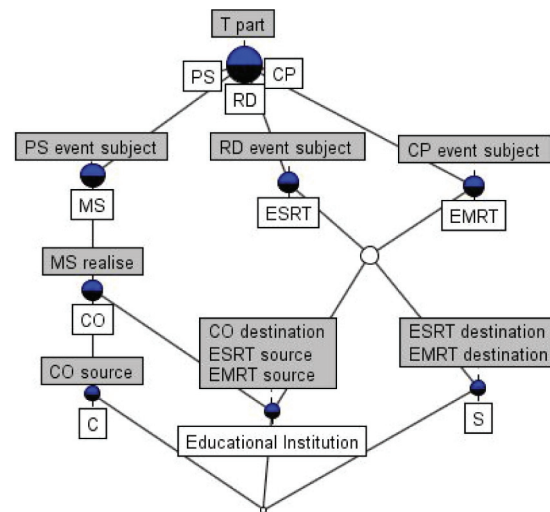 T part
PS
CP
RD
PS event subject
RD event subject
CP event subject
MS
ESRT
EMRT
MS realise
CO
CO destination
ESRT source
EMRT source
ESRT destination
EMRT destination
CO source
C
Educational Institution
S